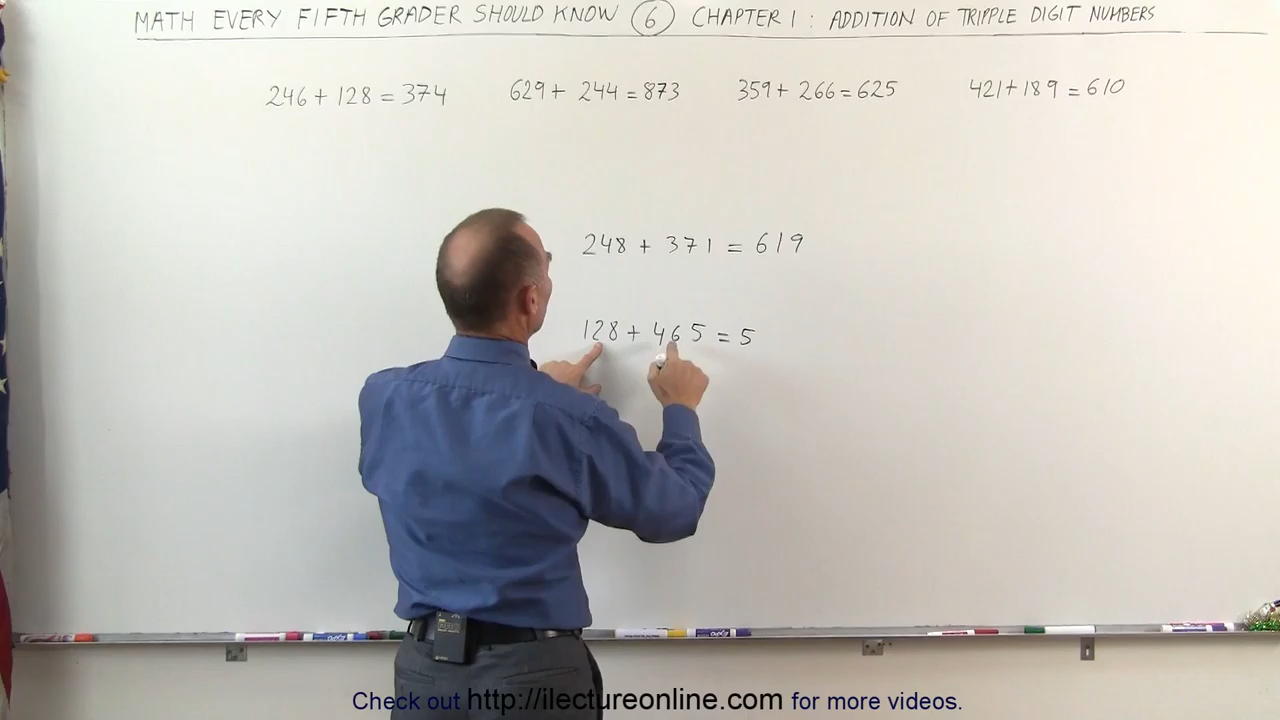 MATH EVERY FIFTH GRADER SHOULD KNOW 6 CHAPTER 1 : ADDITION OF TRIPPLE DIGIT NUMBERS
246 + 128 = 374 629 + 244 = 873 359 + 266 = 625 421 + 189 = 610
248 + 371 = 619
128 + 465 = 5
Check out http://ilectureonline.com for more videos.